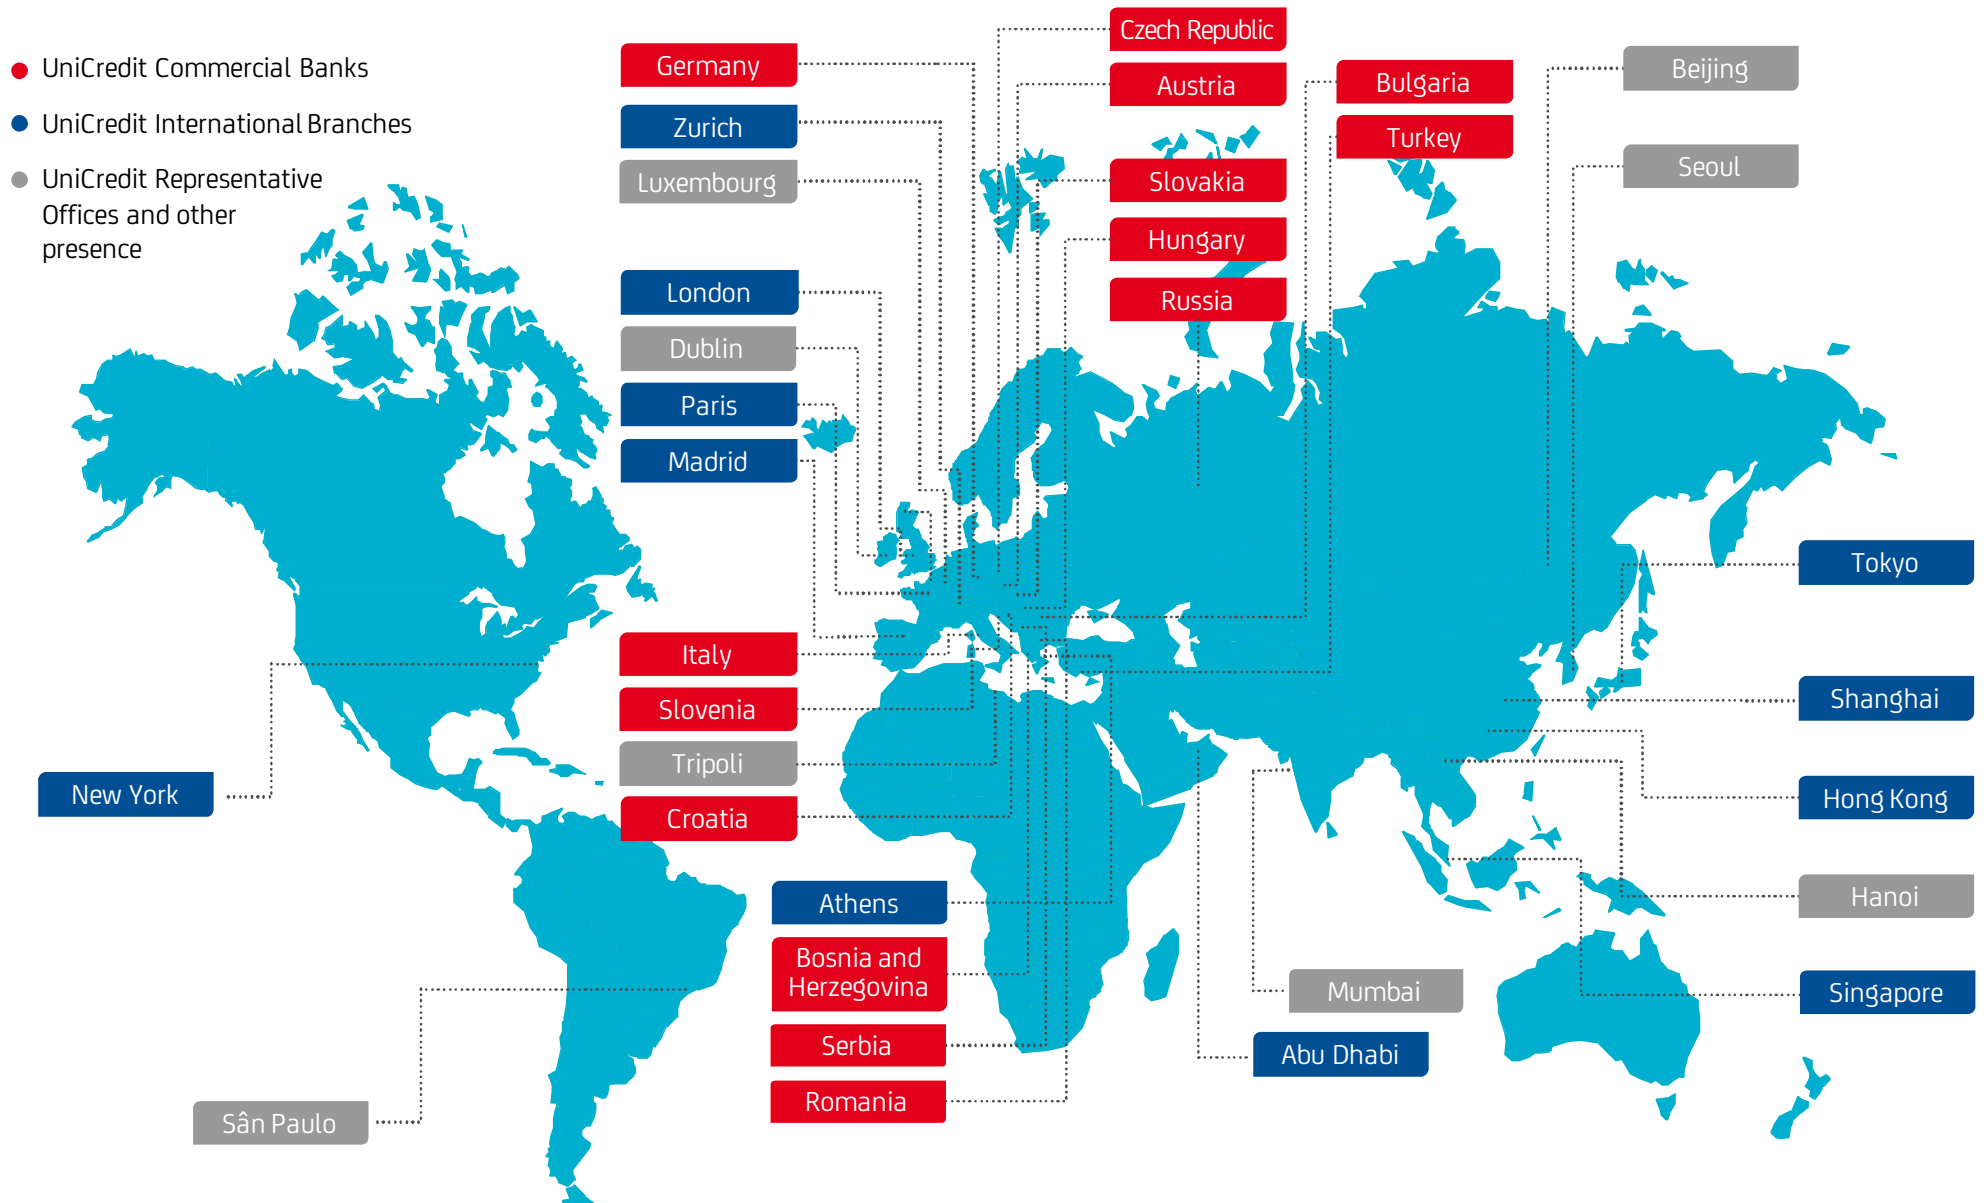 UniCredit Commercial Banks
UniCredit International Branches
UniCredit Representative
Offices and other
presence
Germany
Zurich
Luxembourg
London
Dublin
Paris
Madrid
Czech Republic
Austria
Slovakia
Hungary
Russia
Bulgaria
Turkey
Beijing
Seoul
Tokyo
Shanghai
Hong Kong
Hanoi
Singapore
Italy
Slovenia
Tripoli
Croatia
New York
Athens
Bosnia and
Herzegovina
Serbia
Romania
Mumbai
Abu Dhabi
Sân Paulo